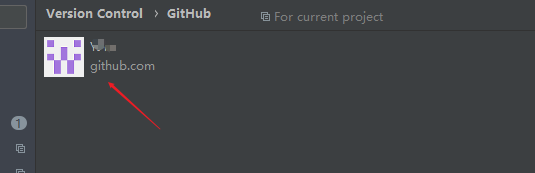 Version Control › GitHub
For current project
github.com
1